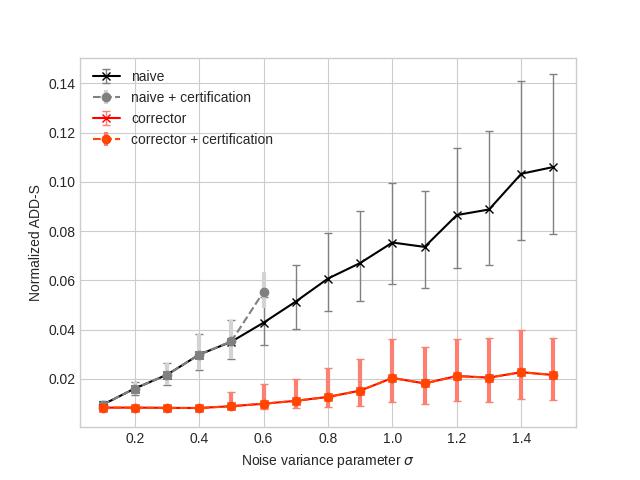 naive
naive + certification
corrector
corrector + certification
Normalized ADD-S
0.14
0.12
0.10
0.08
0.06
0.04
0.02
0.2 0.4 0.6 0.8 1.0 1.2 1.4
Noise variance parameter σ